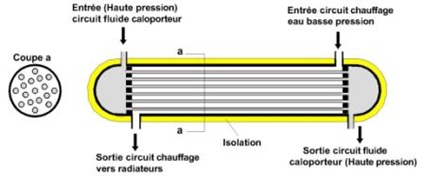 Entrée (Haute pression)
circuit fluide caloporteur
Entrée circuit chauffage
eau basse pression
Coupe a
a
a
Isolation
Sortie circuit chauffage
vers radiateurs
Sortie circuit fluide
caloporteur (Haute pression)